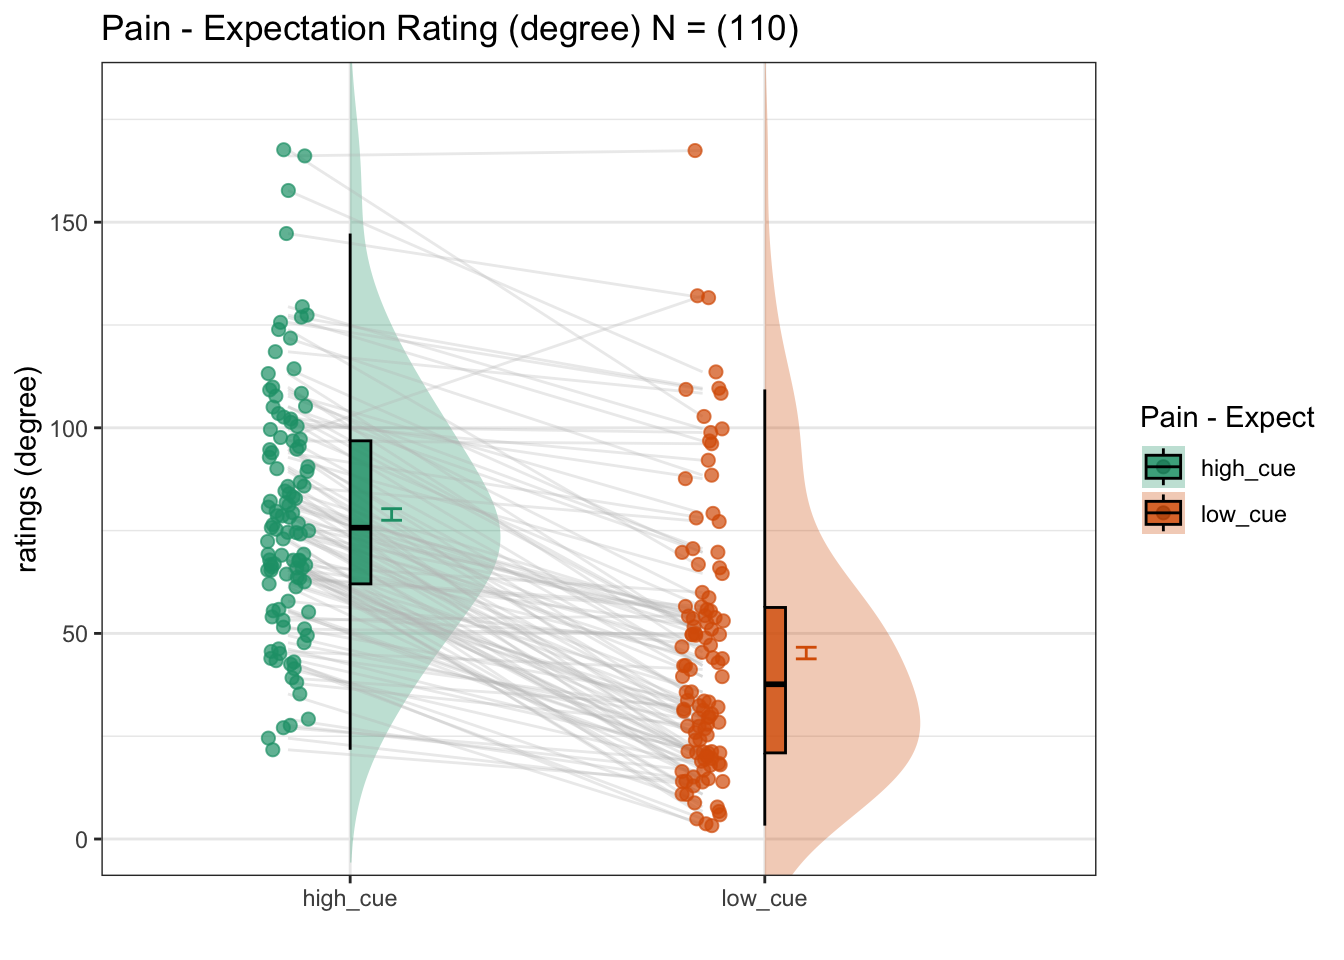 Pain - Expectation Rating (degree) N = (110)
ratings (degree)
150
100
50
0
high_cue
low_cue
Pain - Expect
high_cue
low_cue